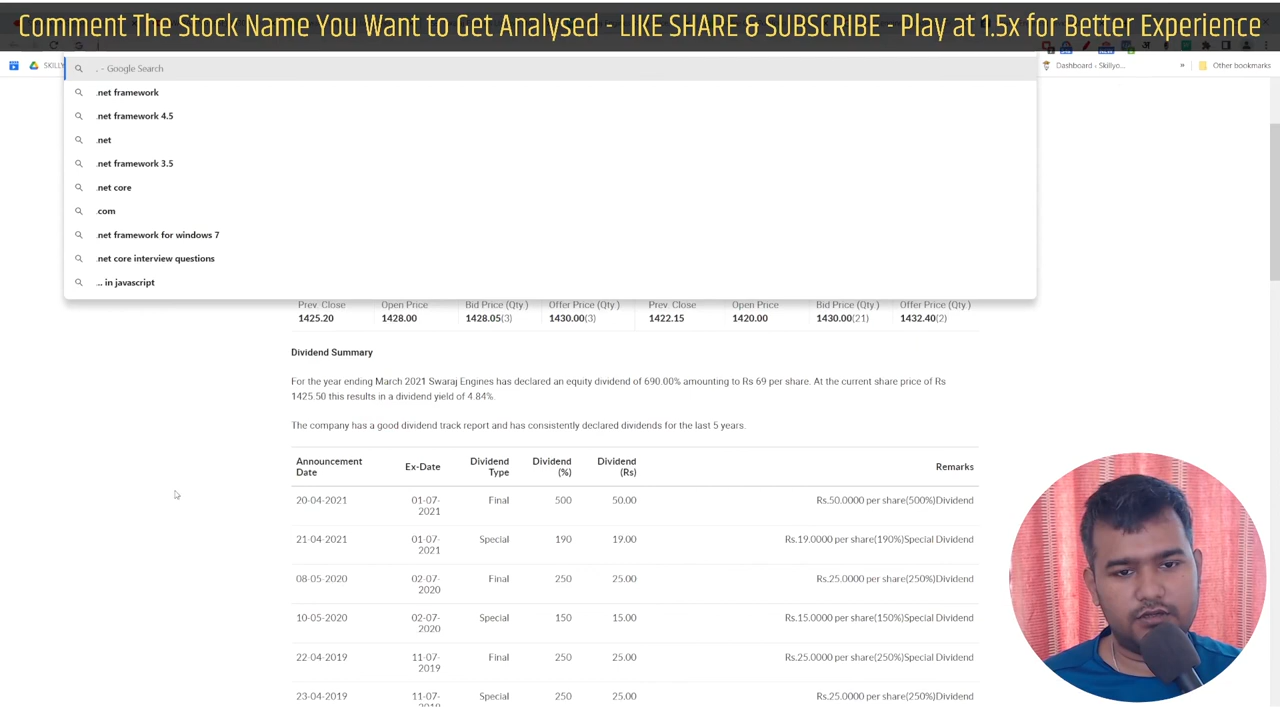 Comment The Stock Name You Want to Get Analysed - LIKE SHARE & SUBSCRIBE - Play at 1.5x for Better Experience
SKILLY
Dashboard ‹ Skillyo...
»
Other bookmarks
. - Google Search
.net framework
.net framework 4.5
.net
.net framework 3.5
.net core
.com
.net framework for windows 7
.net core interview questions
... in javascript
Prev. Close Open Price Bid Price (Qty.) Offer Price (Qty.) Prev. Close Open Price Bid Price (Qty.) Offer Price (Qty.)
1425.20 1428.00 1428.05(3) 1430.00(3) 1422.15 1420.00 1430.00(21) 1432.40(2)
Dividend Summary
For the year ending March 2021 Swaraj Engines has declared an equity dividend of 690.00% amounting to Rs 69 per share. At the current share price of Rs
1425.50 this results in a dividend yield of 4.84%.
The company has a good dividend track report and has consistently declared dividends for the last 5 years.
Announcement Date Ex-Date Dividend Type Dividend (%) Dividend (Rs) Remarks
20-04-2021 01-07-2021 Final 500 50.00 Rs.50.0000 per share(500%)Dividend
21-04-2021 01-07-2021 Special 190 19.00 Rs.19.0000 per share(190%)Special Dividend
08-05-2020 02-07-2020 Final 250 25.00 Rs.25.0000 per share(250%)Dividend
10-05-2020 02-07-2020 Special 150 15.00 Rs.15.0000 per share(150%)Special Dividend
22-04-2019 11-07-2019 Final 250 25.00 Rs.25.0000 per share(250%)Special Dividend
23-04-2019 11-07- Special 250 25.00 Rs.25.0000 per share(250%)Special Dividend